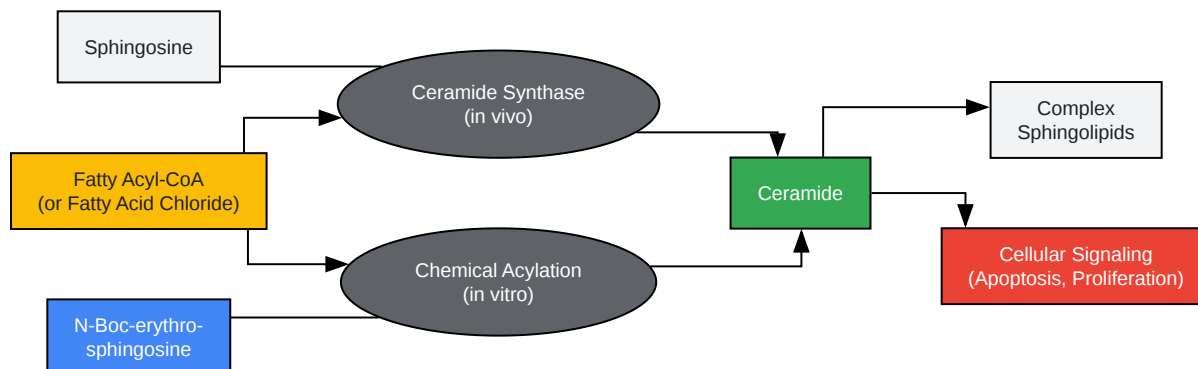 Sphingosine
Ceramide Synthase
(in vivo)
Complex
Sphingolipids
Fatty Acyl-CoA
(or Fatty Acid Chloride)
Ceramide
Chemical Acylation
(in vitro)
Cellular Signaling
(Apoptosis, Proliferation)
N-Boc-erythro-
sphingosine